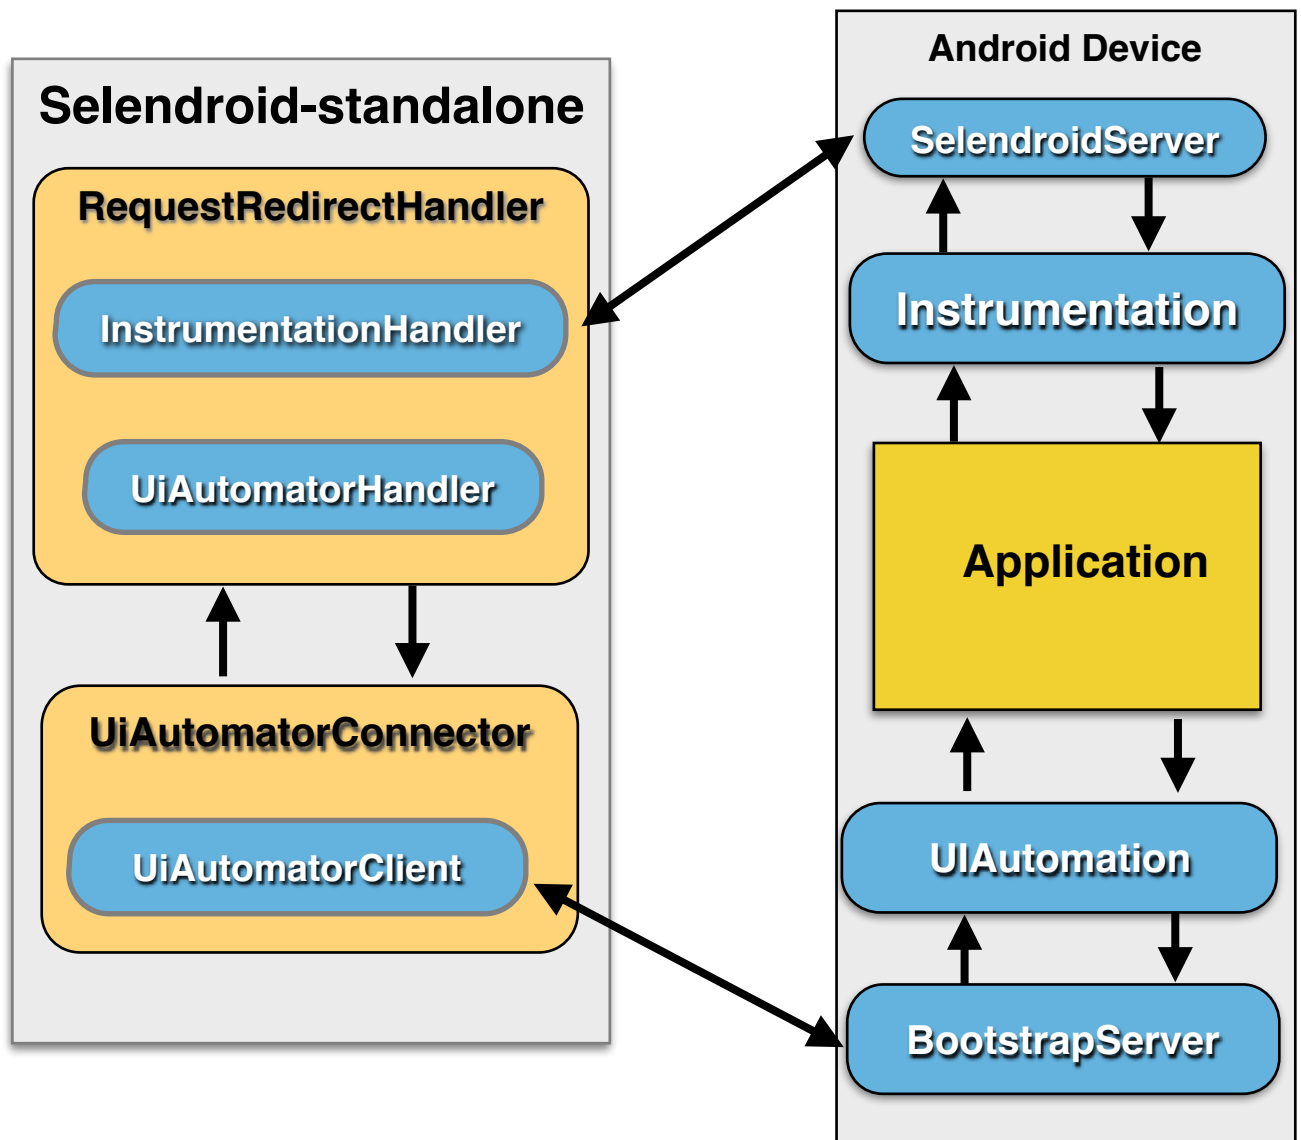 Selendroid-standalone
RequestRedirectHandler
InstrumentationHandler
UiAutomatorHandler
UiAutomatorConnector
UiAutomatorClient
Android Device
SelendroidServer
Instrumentation
Application
UIAutomation
BootstrapServer